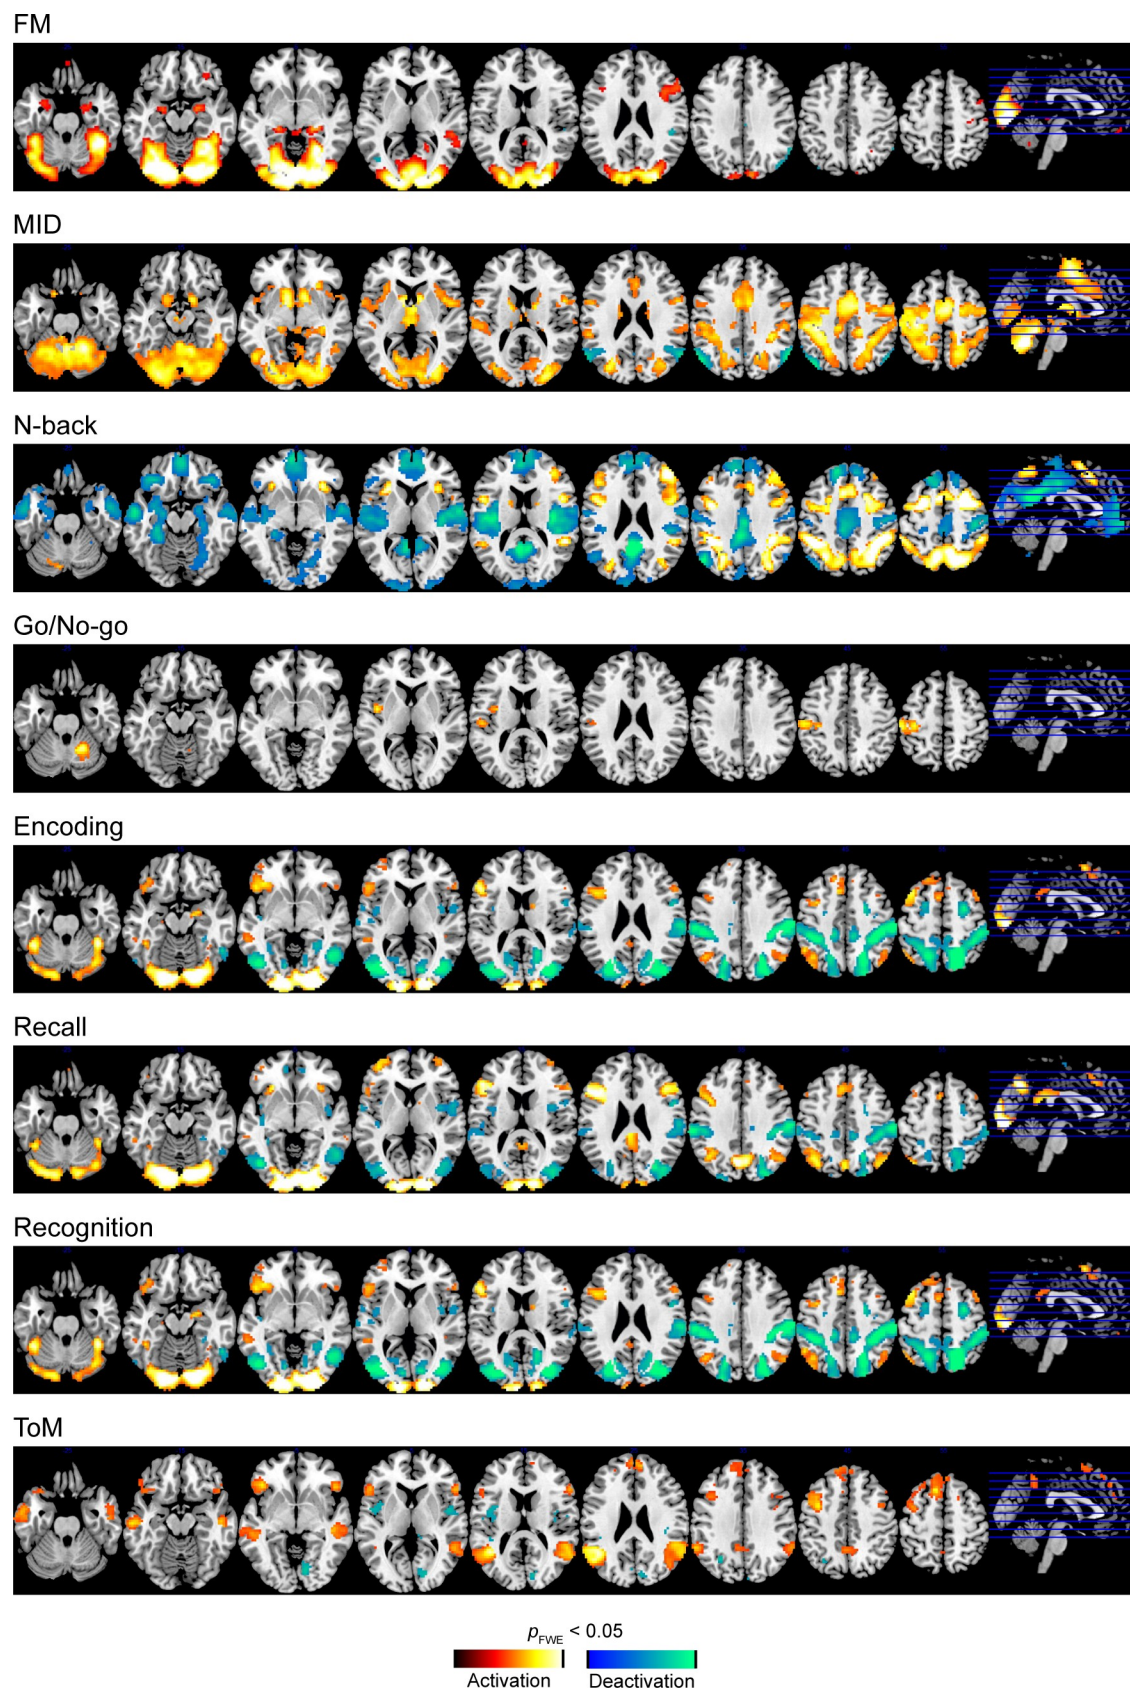 FM
MID
N-back
Go/No-go
Encoding
Recall
Recognition
ToM
pFWE < 0.05
Activation
Deactivation